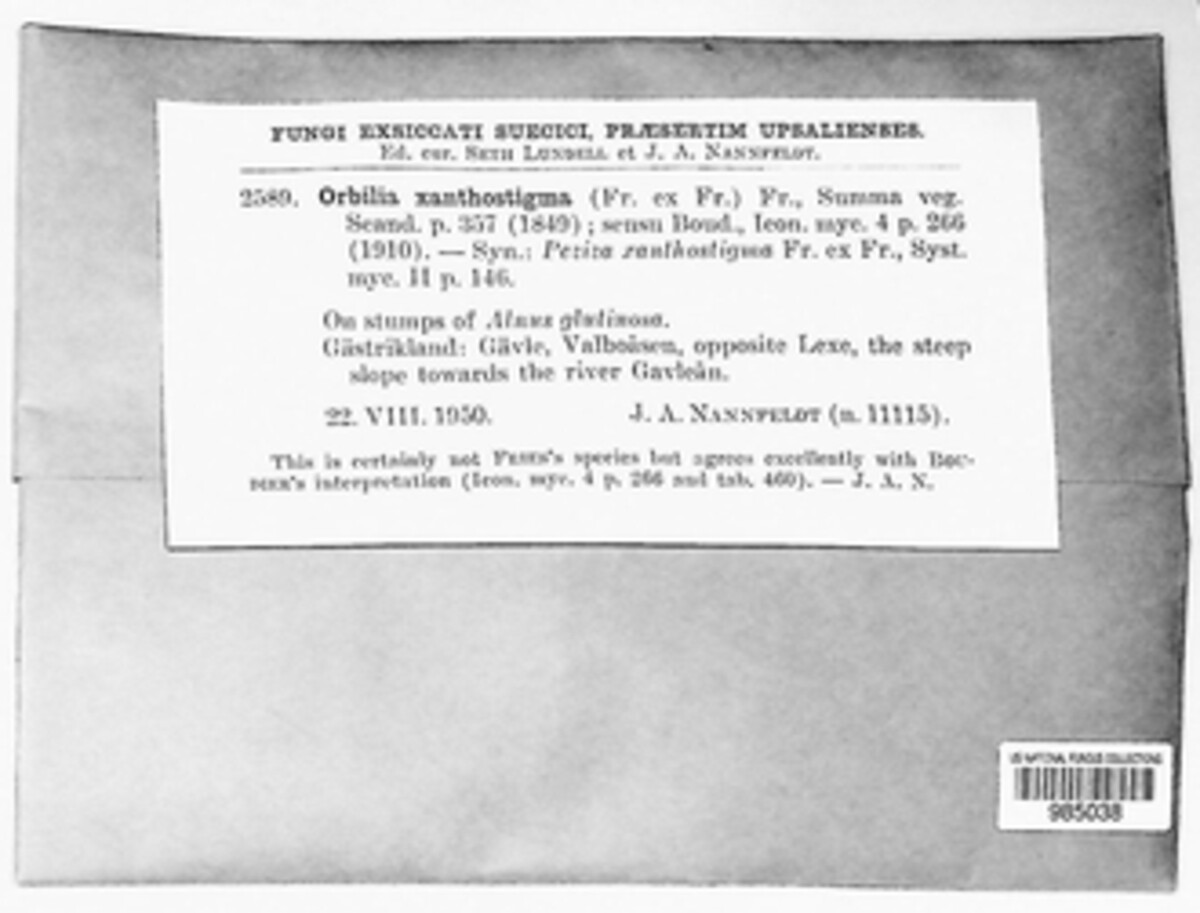 FUNGI EXSICCATI SUECICI, PRÆSERTIM UPSALIENSES.
Ed. cur. SETH LUNDELL et J. A. NANNFELDT.
2589. Orbilia xanthostigma (Fr. ex Fr.) Fr., Summa veg.
Scand. p. 357 (1849); sensu Boud., Icon. myc. 4 p. 266
(1910). — Syn.: Peziza xanthostigma Fr. ex Fr., Syst.
myc. II p. 146.
On stumps of Alnus glutinosa.
Gästrikland: Gävle, Valboåsen, opposite Lexe, the steep
slope towards the river Gavleån.
22. VIII. 1950. J. A. NANNFELDT (n. 11115).
This is certainly not FRIES's species but agrees excellently with BOU-
DIER's interpretation (Icon. myc. 4 p. 266 and tab. 460). — J. A. N.
US NATIONAL FUNGUS COLLECTIONS
985038